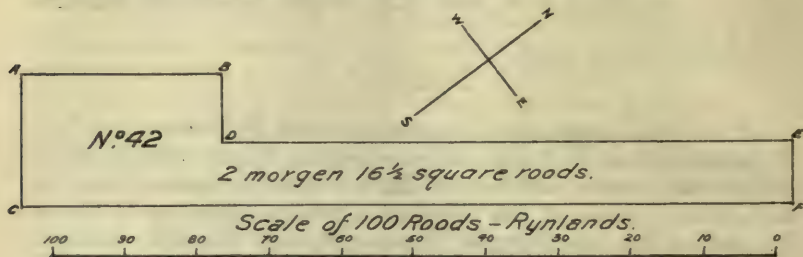 N
W
E
S
A B
N.º 42
D E
2 morgen 16½ square roods.
C F
Scale of 100 Roods - Rynlands.
100 90 80 70 60 50 40 30 20 10 0